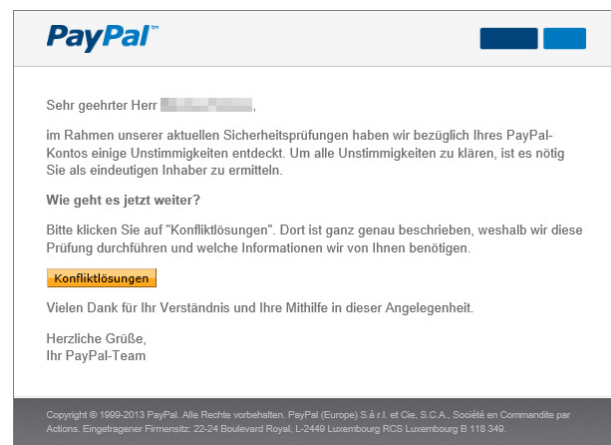 PayPal™
Sehr geehrter Herr ,
im Rahmen unserer aktuellen Sicherheitsprüfungen haben wir bezüglich Ihres PayPal-
Kontos einige Unstimmigkeiten entdeckt. Um alle Unstimmigkeiten zu klären, ist es nötig
Sie als eindeutigen Inhaber zu ermitteln.
Wie geht es jetzt weiter?
Bitte klicken Sie auf "Konfliktlösungen". Dort ist ganz genau beschrieben, weshalb wir diese
Prüfung durchführen und welche Informationen wir von Ihnen benötigen.
Konfliktlösungen
Vielen Dank für Ihr Verständnis und Ihre Mithilfe in dieser Angelegenheit.
Herzliche Grüße,
Ihr PayPal-Team
Copyright © 1999-2013 PayPal. Alle Rechte vorbehalten. PayPal (Europe) S.à r.l. et Cie, S.C.A., Société en Commandite par
Actions. Eingetragener Firmensitz: 22-24 Boulevard Royal, L-2449 Luxembourg RCS Luxembourg B 118 349.